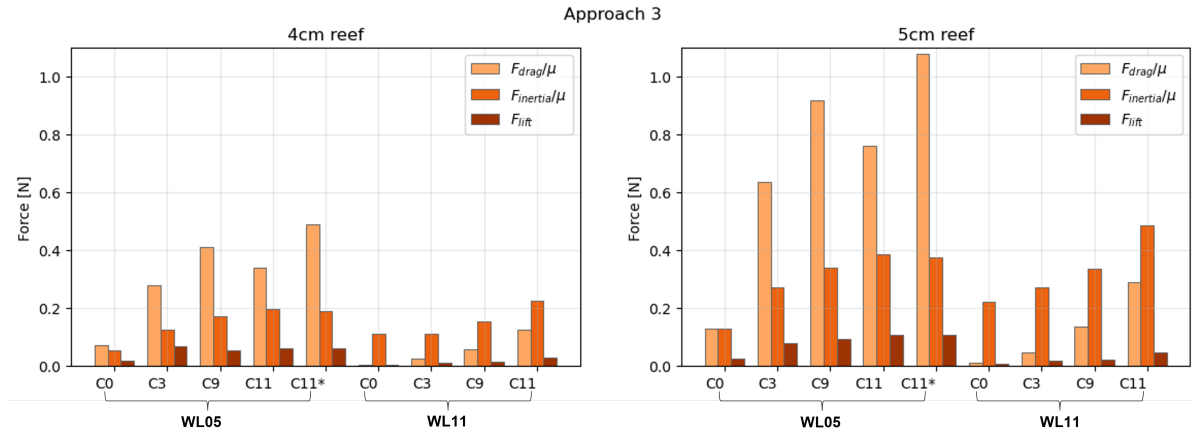 Approach 3
4cm reef
5cm reef
Force [N]
1.0
0.8
0.6
0.4
0.2
0.0
F_drag/μ
F_inertia/μ
F_lift
C0 C3 C9 C11 C11* C0 C3 C9 C11
WL05 WL11
Force [N]
1.0
0.8
0.6
0.4
0.2
0.0
F_drag/μ
F_inertia/μ
F_lift
C0 C3 C9 C11 C11* C0 C3 C9 C11
WL05 WL11